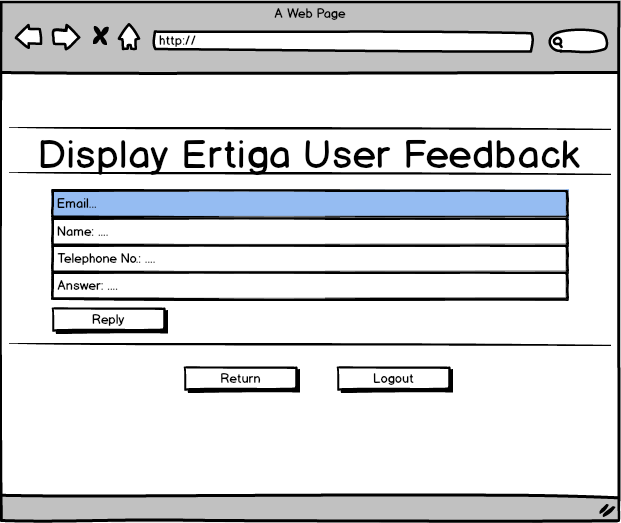 A Web Page
http://
Display Ertiga User Feedback
Email...
Name: ....
Telephone No.: ....
Answer: ....
Reply
Return Logout